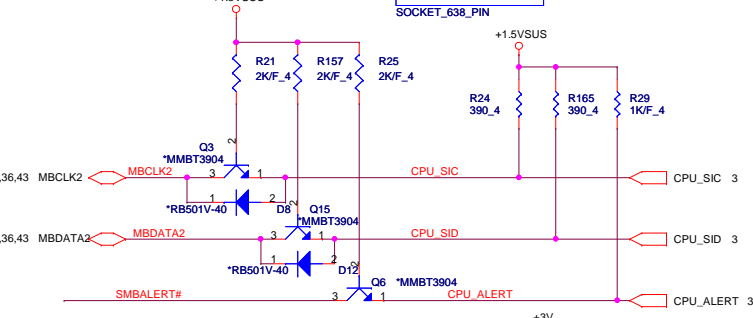 SOCKET_638_PIN
+1.5VSUS
R21
2K/F_4
R157
2K/F_4
R25
2K/F_4
R24
390_4
R165
390_4
R29
1K/F_4
2
Q3
*MMBT3904
,36,43 MBCLK2
MBCLK2
3
1
CPU_SIC
CPU_SIC 3
1
2
*RB501V-40
D8
2
Q15
*MMBT3904
,36,43 MBDATA2
MBDATA2
3
1
CPU_SID
CPU_SID 3
1
2
*RB501V-40
D12
2
Q6
*MMBT3904
SMBALERT#
3
1
CPU_ALERT
CPU_ALERT 3
+3V